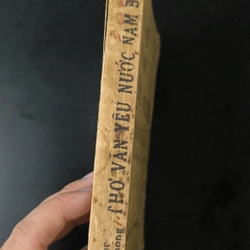 THƠ VĂN YÊU NƯỚC NAM B